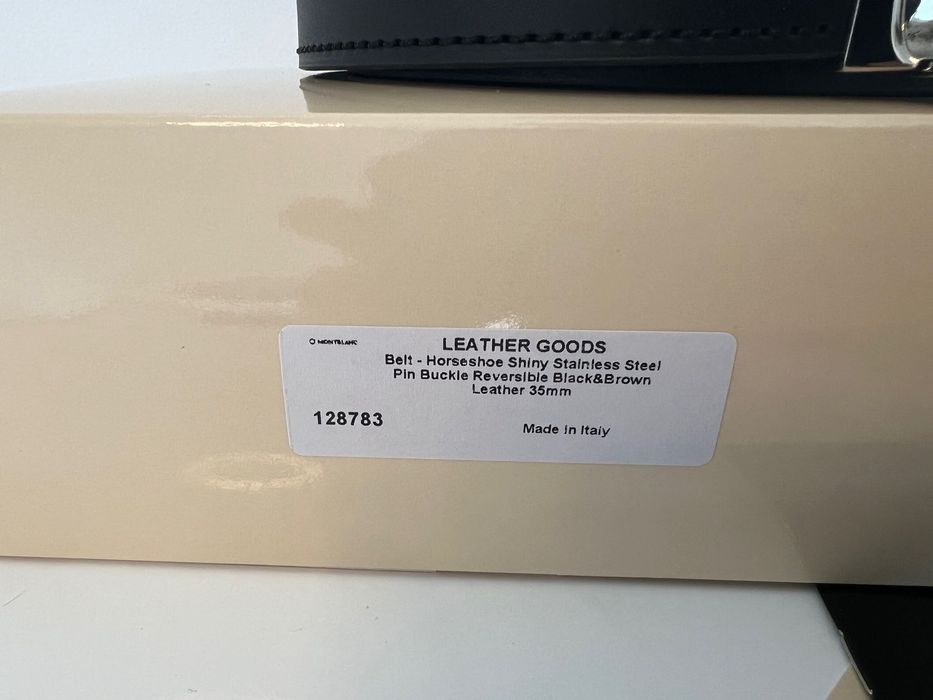 MONTBLANC
LEATHER GOODS
Belt - Horseshoe Shiny Stainless Steel
Pin Buckle Reversible Black&Brown
Leather 35mm
128783
Made in Italy